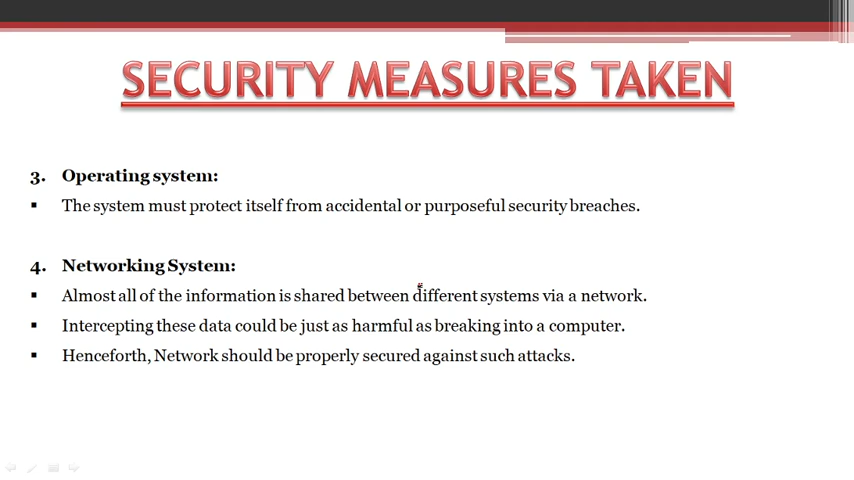 SECURITY MEASURES TAKEN
3. Operating system:
▪ The system must protect itself from accidental or purposeful security breaches.
4. Networking System:
▪ Almost all of the information is shared between different systems via a network.
▪ Intercepting these data could be just as harmful as breaking into a computer.
▪ Henceforth, Network should be properly secured against such attacks.